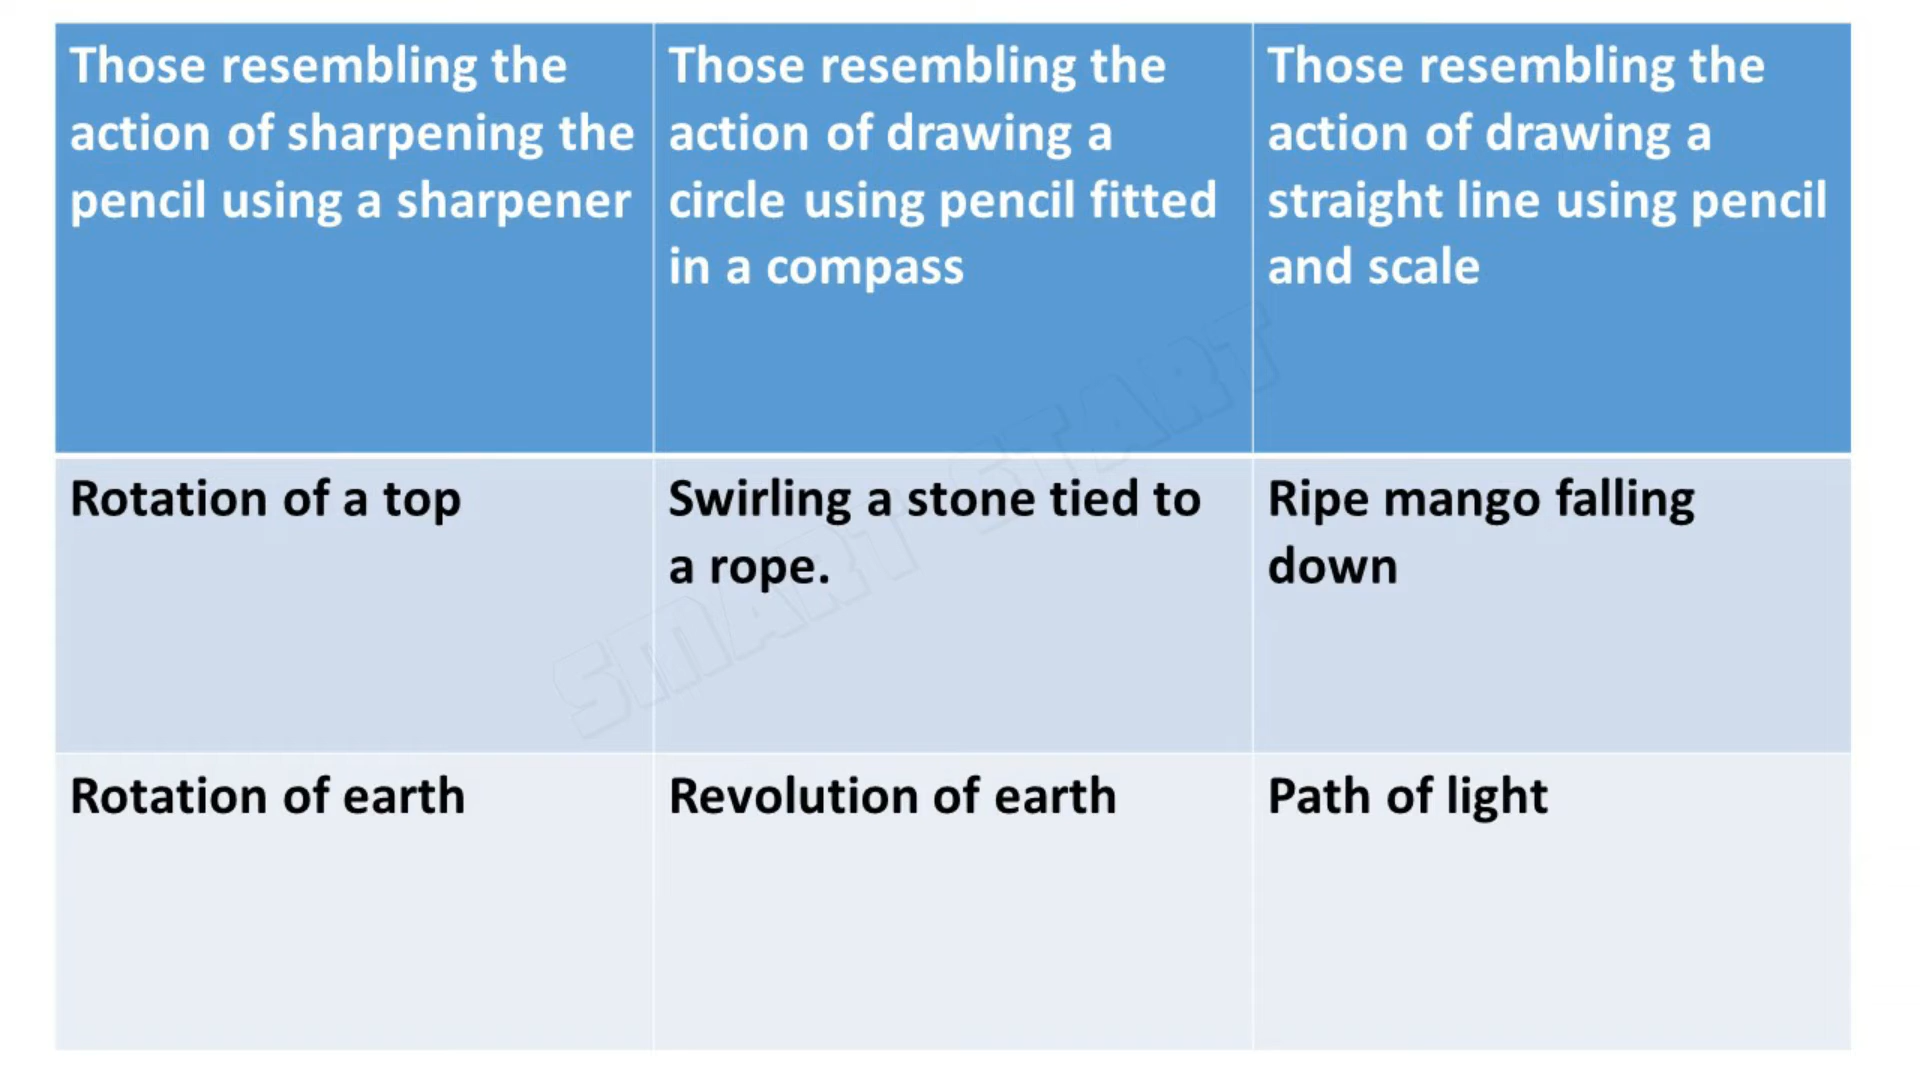 Those resembling the
action of sharpening the
pencil using a sharpener
Those resembling the
action of drawing a
circle using pencil fitted
in a compass
Those resembling the
action of drawing a
straight line using pencil
and scale
Rotation of a top
Swirling a stone tied to
a rope.
Ripe mango falling
down
Rotation of earth
Revolution of earth
Path of light
SMART START